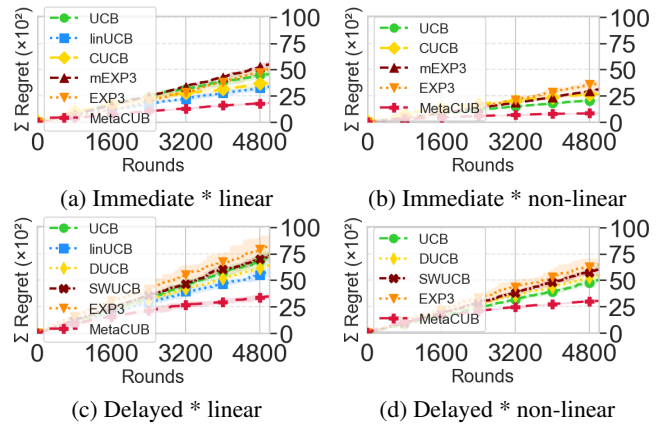 Σ Regret (×10²)
UCB
linUCB
CUCB
mEXP3
EXP3
MetaCUB
100
75
50
25
0
0 1600 3200 4800
Rounds
(a) Immediate * linear
Σ Regret (×10²)
UCB
CUCB
mEXP3
EXP3
MetaCUB
100
75
50
25
0
0 1600 3200 4800
Rounds
(b) Immediate * non-linear
Σ Regret (×10²)
UCB
linUCB
DUCB
SWUCB
EXP3
MetaCUB
100
75
50
25
0
0 1600 3200 4800
Rounds
(c) Delayed * linear
Σ Regret (×10²)
UCB
DUCB
SWUCB
EXP3
MetaCUB
100
75
50
25
0
0 1600 3200 4800
Rounds
(d) Delayed * non-linear